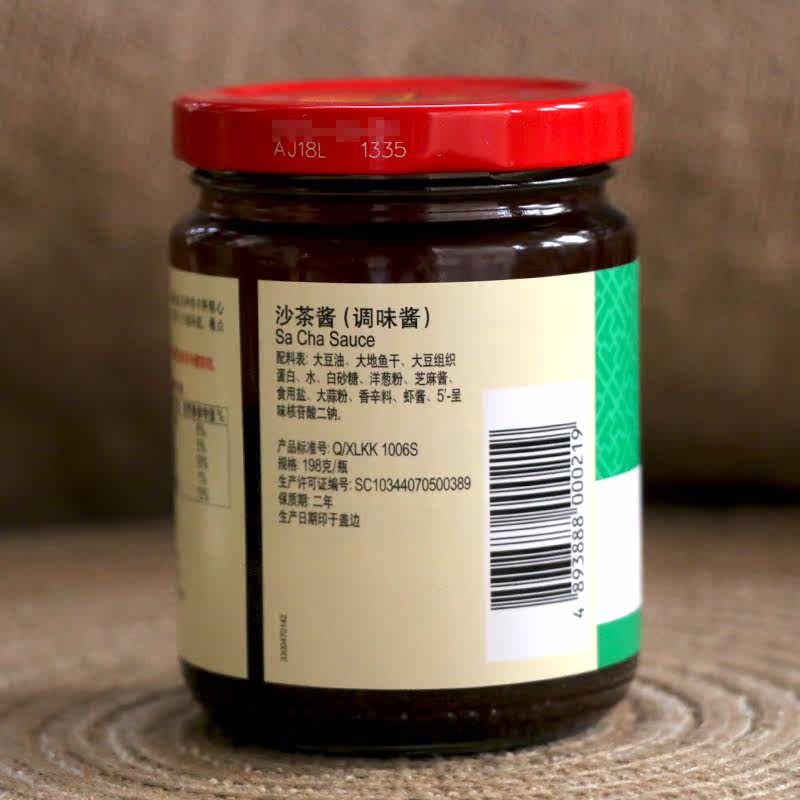 AJ18L 1335
沙茶酱(调味酱)
Sa Cha Sauce
配料表: 大豆油、大地鱼干、大豆组织
蛋白、水、白砂糖、洋葱粉、芝麻酱、
食用盐、大蒜粉、香辛料、虾酱、5'-呈
味核苷酸二钠。
产品标准号: Q/XLKK 1006S
规格: 198克/瓶
生产许可证编号: SC10344070500389
保质期: 二年
生产日期印于盖边
3300470142
4 893888 000219